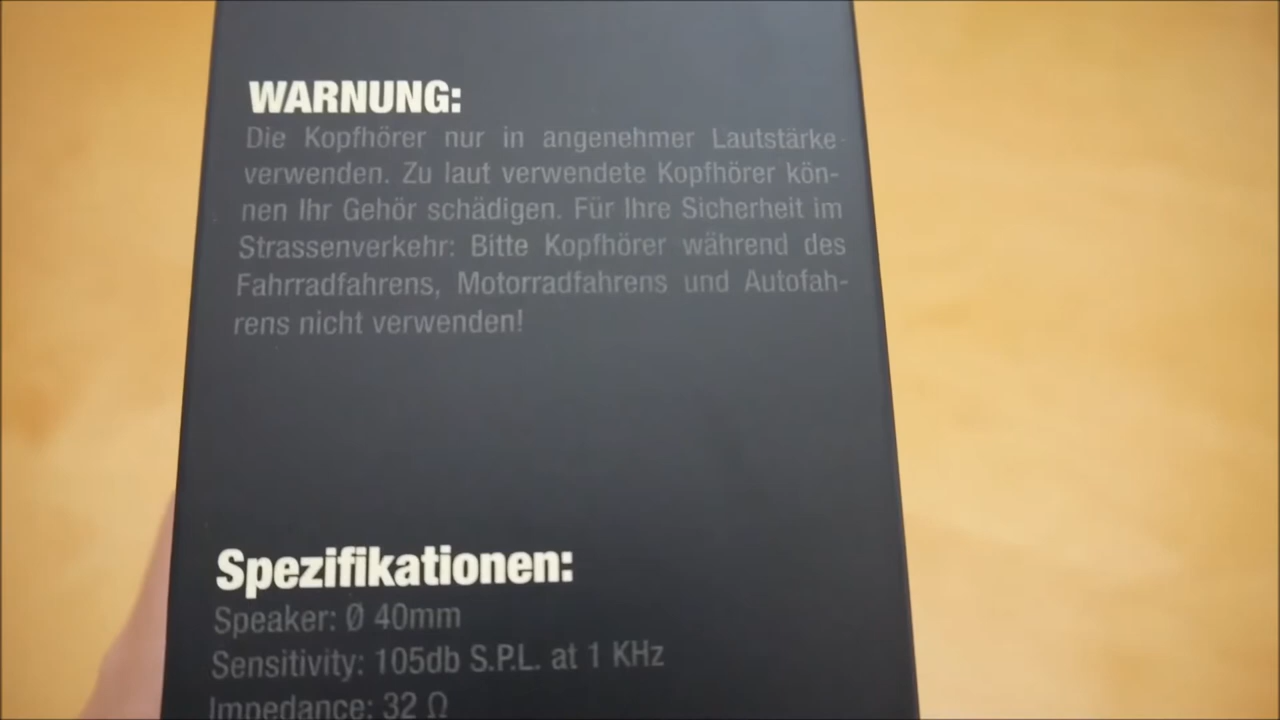 WARNUNG:
Die Kopfhörer nur in angenehmer Lautstärke
verwenden. Zu laut verwendete Kopfhörer kön-
nen Ihr Gehör schädigen. Für Ihre Sicherheit im
Strassenverkehr: Bitte Kopfhörer während des
Fahrradfahrens, Motorradfahrens und Autofah-
rens nicht verwenden!
Spezifikationen:
Speaker: Ø 40mm
Sensitivity: 105db S.P.L. at 1 KHz
Impedance: 32 Ω